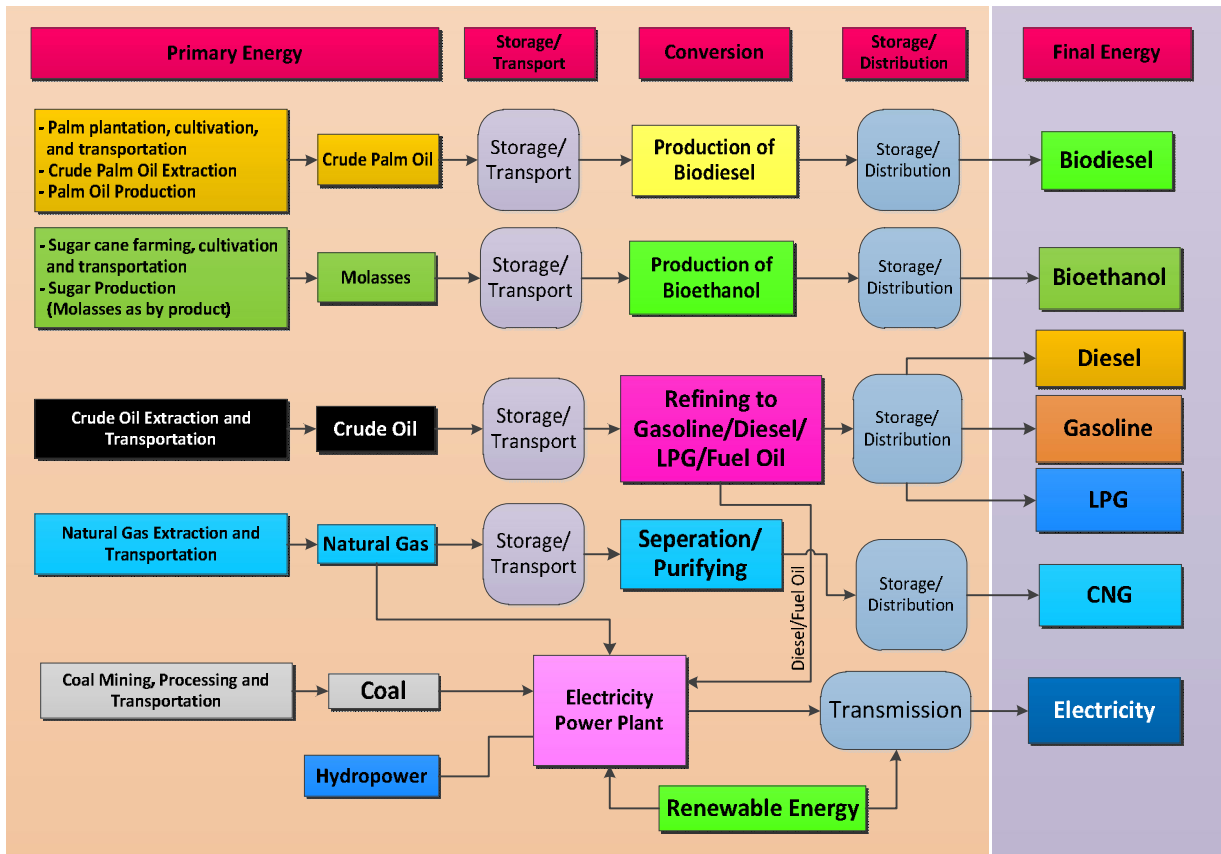 Primary Energy
Storage/
Transport
Conversion
Storage/
Distribution
Final Energy
- Palm plantation, cultivation,
and transportation
- Crude Palm Oil Extraction
- Palm Oil Production
Crude Palm Oil
Storage/
Transport
Production of
Biodiesel
Storage/
Distribution
Biodiesel
- Sugar cane farming, cultivation
and transportation
- Sugar Production
(Molasses as by product)
Molasses
Storage/
Transport
Production of
Bioethanol
Storage/
Distribution
Bioethanol
Crude Oil Extraction and
Transportation
Crude Oil
Storage/
Transport
Refining to
Gasoline/Diesel/
LPG/Fuel Oil
Storage/
Distribution
Diesel
Gasoline
LPG
Natural Gas Extraction and
Transportation
Natural Gas
Storage/
Transport
Seperation/
Purifying
Diesel/Fuel Oil
Storage/
Distribution
CNG
Coal Mining, Processing and
Transportation
Coal
Electricity
Power Plant
Transmission
Electricity
Hydropower
Renewable Energy